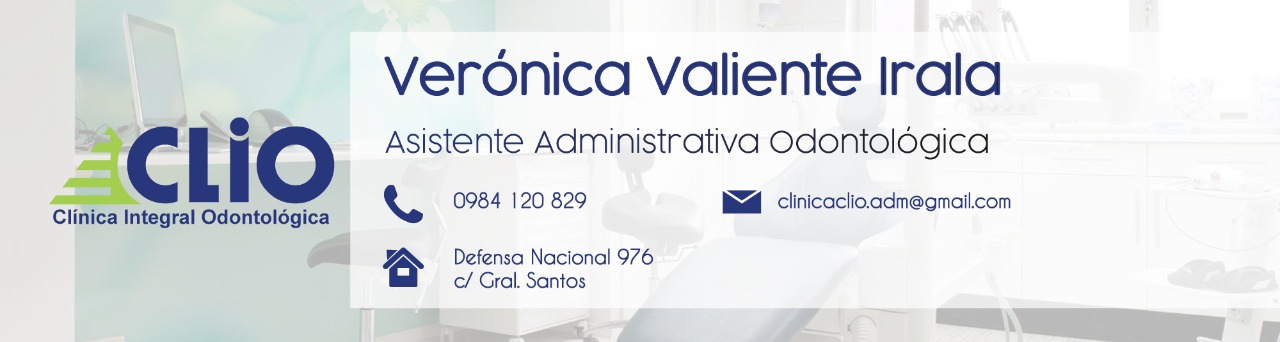 CLiO
Clínica Integral Odontológica
Verónica Valiente Irala
Asistente Administrativa Odontológica
0984 120 829
clinicaclio.adm@gmail.com
Defensa Nacional 976
c/ Gral. Santos